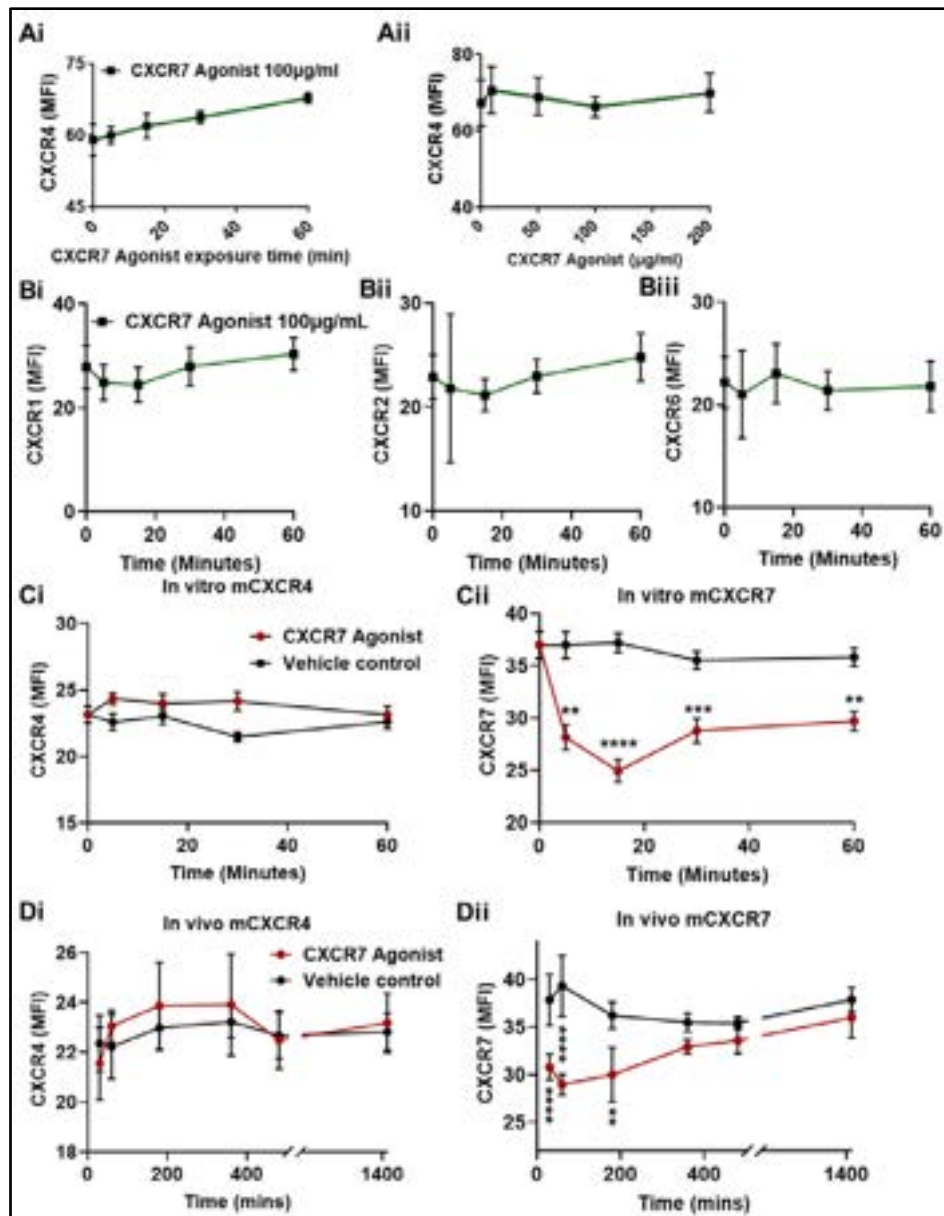 Ai
CXCR7 Agonist 100µg/ml
CXCR4 (MFI)
75
60
45
0
20
40
60
CXCR7 Agonist exposure time (min)
Aii
CXCR4 (MFI)
80
60
40
0
50
100
150
200
CXCR7 Agonist (µg/ml)
Bi
CXCR7 Agonist 100µg/mL
CXCR1 (MFI)
40
20
0
0 20 40 60
Time (Minutes)
Bii
CXCR2 (MFI)
30
20
10
0 20 40 60
Time (Minutes)
Biii
CXCR6 (MFI)
30
20
10
0 20 40 60
Time (Minutes)
Ci
In vitro mCXCR4
CXCR7 Agonist
Vehicle control
CXCR4 (MFI)
30
25
20
15
0 20 40 60
Time (Minutes)
Cii
In vitro mCXCR7
CXCR7 (MFI)
40
35
30
25
20
**
****
***
**
0 20 40 60
Time (Minutes)
Di
In vivo mCXCR4
CXCR7 Agonist
Vehicle control
CXCR4 (MFI)
26
24
22
20
18
0 200 400 1400
Time (mins)
Dii
In vivo mCXCR7
CXCR7 (MFI)
40
35
30
25
****
****
**
0 200 400 1400
Time (mins)